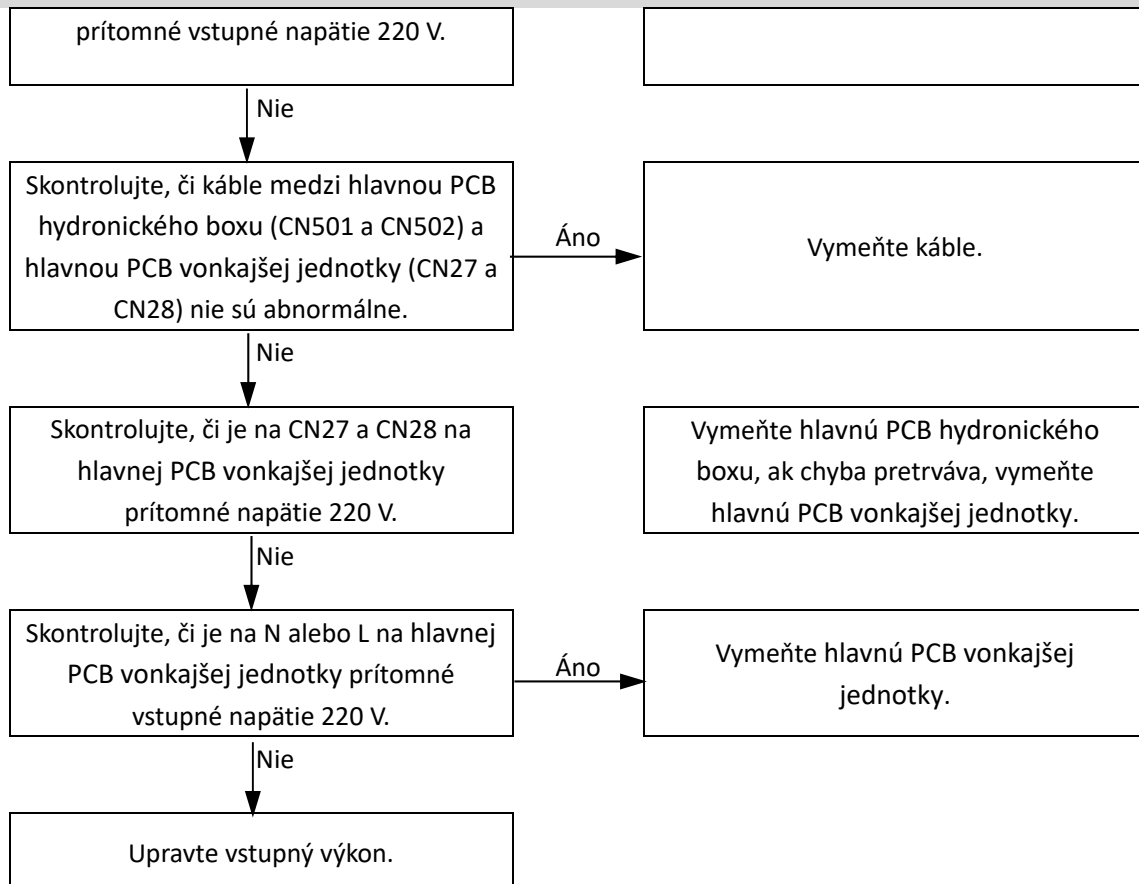 prítomné vstupné napätie 220 V.
Nie
Skontrolujte, či káble medzi hlavnou PCB
hydronického boxu (CN501 a CN502) a
hlavnou PCB vonkajšej jednotky (CN27 a
CN28) nie sú abnormálne.
Áno
Vymeňte káble.
Nie
Skontrolujte, či je na CN27 a CN28 na
hlavnej PCB vonkajšej jednotky
prítomné napätie 220 V.
Vymeňte hlavnú PCB hydronického
boxu, ak chyba pretrváva, vymeňte
hlavnú PCB vonkajšej jednotky.
Nie
Skontrolujte, či je na N alebo L na hlavnej
PCB vonkajšej jednotky prítomné
vstupné napätie 220 V.
Áno
Vymeňte hlavnú PCB vonkajšej
jednotky.
Nie
Upravte vstupný výkon.